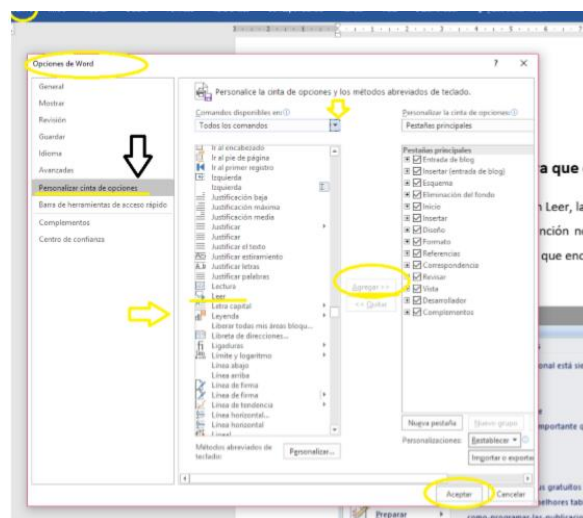 Opciones de Word
?
General
Mostrar
Revisión
Guardar
Idioma
Avanzadas
Personalizar cinta de opciones
Barra de herramientas de acceso rápido
Complementos
Centro de confianza
Personalice la cinta de opciones y los métodos abreviados de teclado.
Comandos disponibles en:
Todos los comandos
Ir al encabezado
Ir al pie de página
Ir al primer registro
Izquierda
Izquierda
Justificación baja
Justificación máxima
Justificación media
Justificar
Justificar
Justificar el texto
Justificar estiramiento
Justificar letras
Justificar palabras
Lectura
Leer
Letra capital
Leyenda
Liberar todas mis áreas bloqu...
Libreta de direcciones...
Ligaduras
Límite y logaritmo
Línea abajo
Línea arriba
Línea de forma
Línea de forma
Línea de tendencia
Línea horizontal...
Línea horizontal
Lineal
Métodos abreviados de
teclado:
Personalizar...
Agregar >>
<< Quitar
Personalizar la cinta de opciones:
Pestañas principales
Pestañas principales
Entrada de blog
Insertar (entrada de blog)
Esquema
Eliminación del fondo
Inicio
Insertar
Diseño
Formato
Referencias
Correspondencia
Revisar
Vista
Desarrollador
Complementos
Nueva pestaña
Nuevo grupo
Personalizaciones:
Restablecer
Importar o exportar
Aceptar
Cancelar
a que
Leer, la
que enc
Preparar